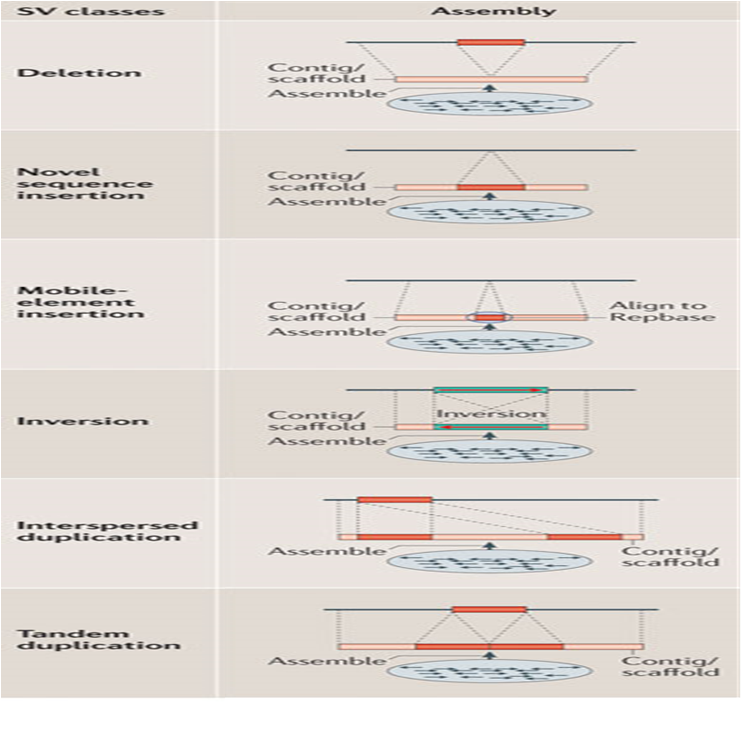 SV classes
Assembly
Deletion
Contig/
scaffold
Assemble
Novel
sequence
insertion
Contig/
scaffold
Assemble
Mobile-
element
insertion
Contig/
scaffold
Assemble
Align to
Repbase
Inversion
Inversion
Contig/
scaffold
Assemble
Interspersed
duplication
Assemble
Contig/
scaffold
Tandem
duplication
Assemble
Contig/
scaffold